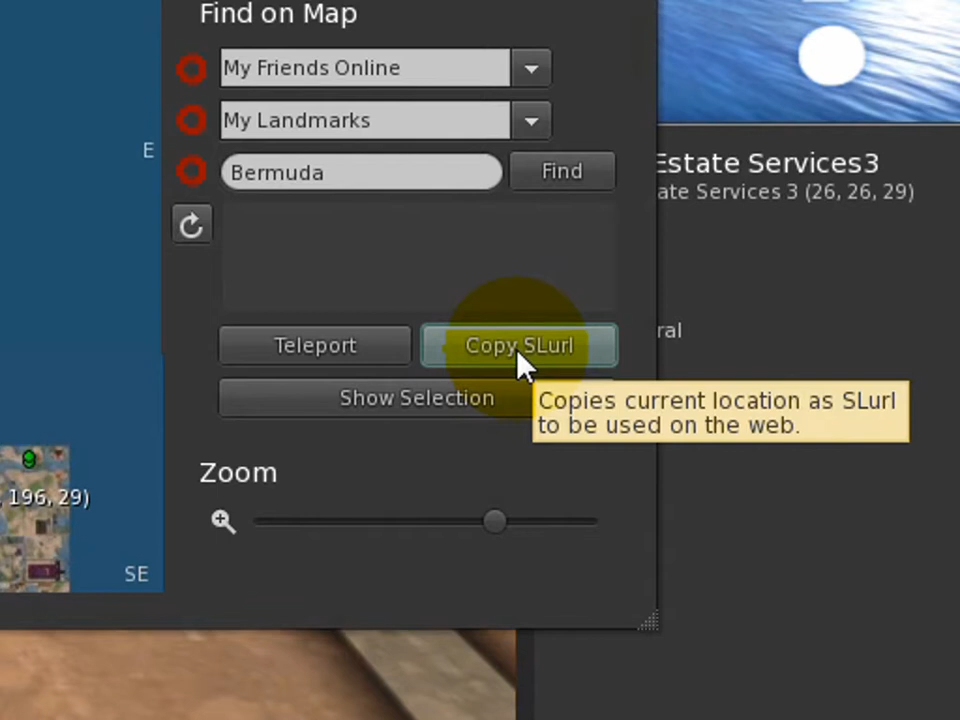 Find on Map
My Friends Online
My Landmarks
E
Bermuda
Find
Estate Services3
ate Services 3 (26, 26, 29)
ral
Teleport
Copy SLurl
Show Selection
Copies current location as SLurl
to be used on the web.
Zoom
, 196, 29)
SE